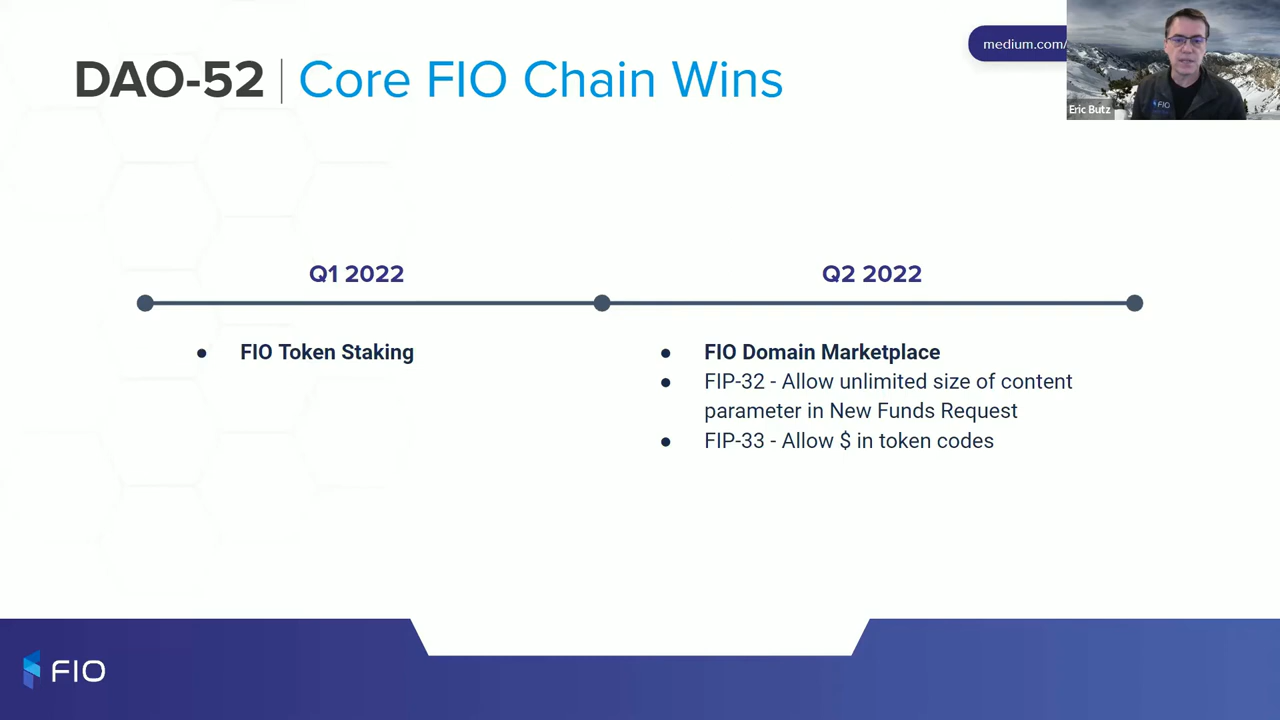 DAO-52 | Core FIO Chain Wins
medium.com/
FIO
Eric Butz
Q1 2022
Q2 2022
● FIO Token Staking
● FIO Domain Marketplace
● FIP-32 - Allow unlimited size of content
parameter in New Funds Request
● FIP-33 - Allow $ in token codes
FIO